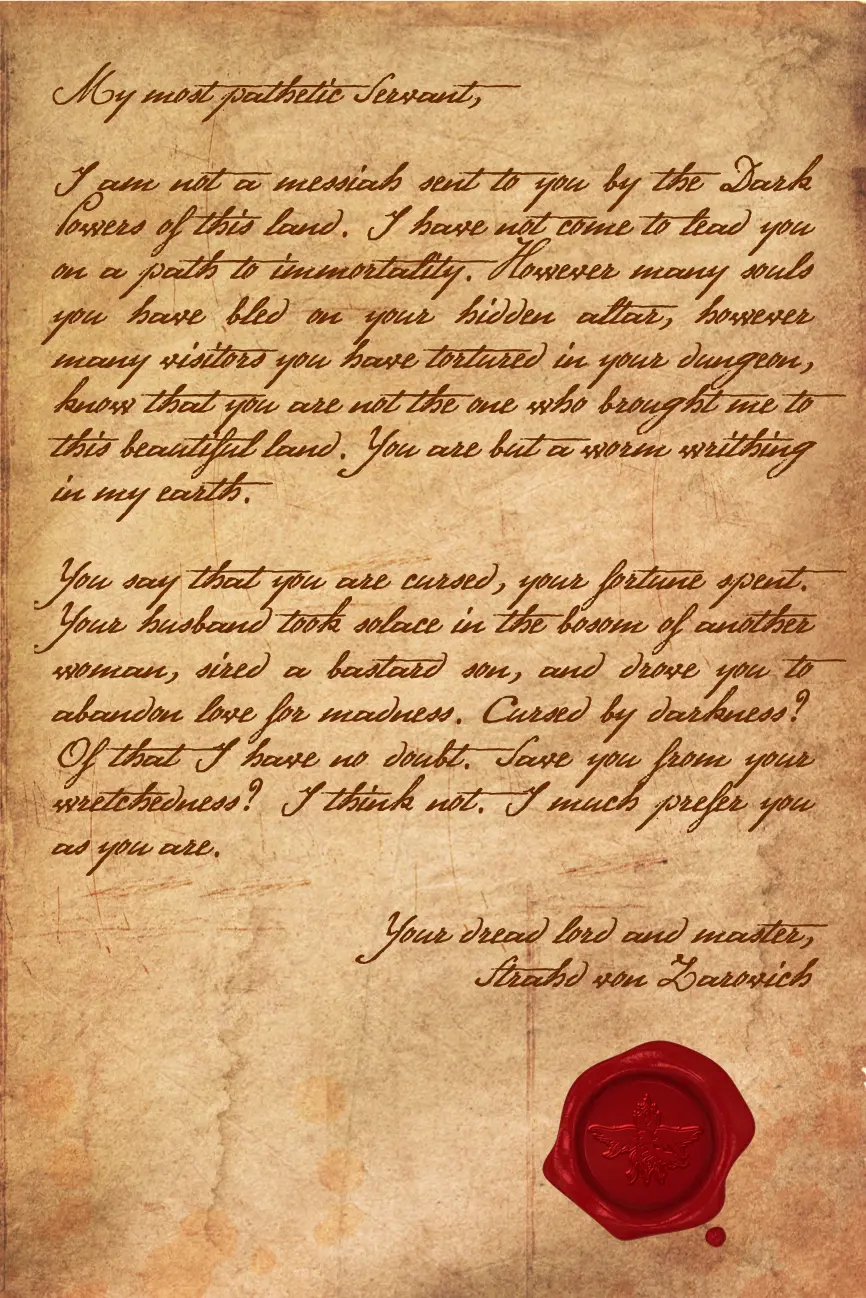 My most pathetic Servant,
I am not a messiah sent to you by the Dark
Powers of this land. I have not come to lead you
on a path to immortality. However many souls
you have bled on your hidden altar, however
many visitors you have tortured in your dungeon,
know that you are not the one who brought me to
this beautiful land. You are but a worm writhing
in my earth.
You say that you are cursed, your fortune spent.
Your husband took solace in the bosom of another
woman, sired a bastard son, and drove you to
abandon love for madness. Cursed by darkness?
Of that I have no doubt. Save you from your
wretchedness? I think not. I much prefer you
as you are.
Your dread lord and master,
Strahd von Zarovich